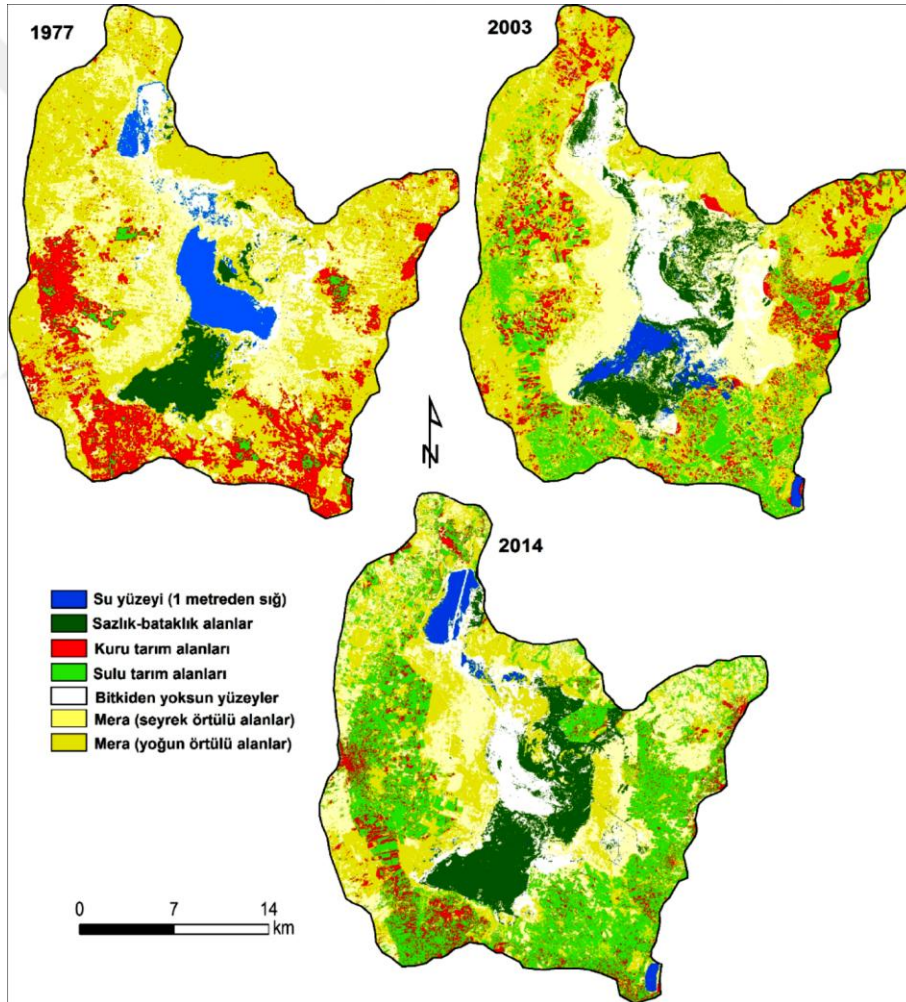 1977
2003
N
2014
Su yüzeyi (1 metreden sığ)
Sazlık-bataklık alanlar
Kuru tarım alanları
Sulu tarım alanları
Bitkiden yoksun yüzeyler
Mera (seyrek örtülü alanlar)
Mera (yoğun örtülü alanlar)
0 7 14
km